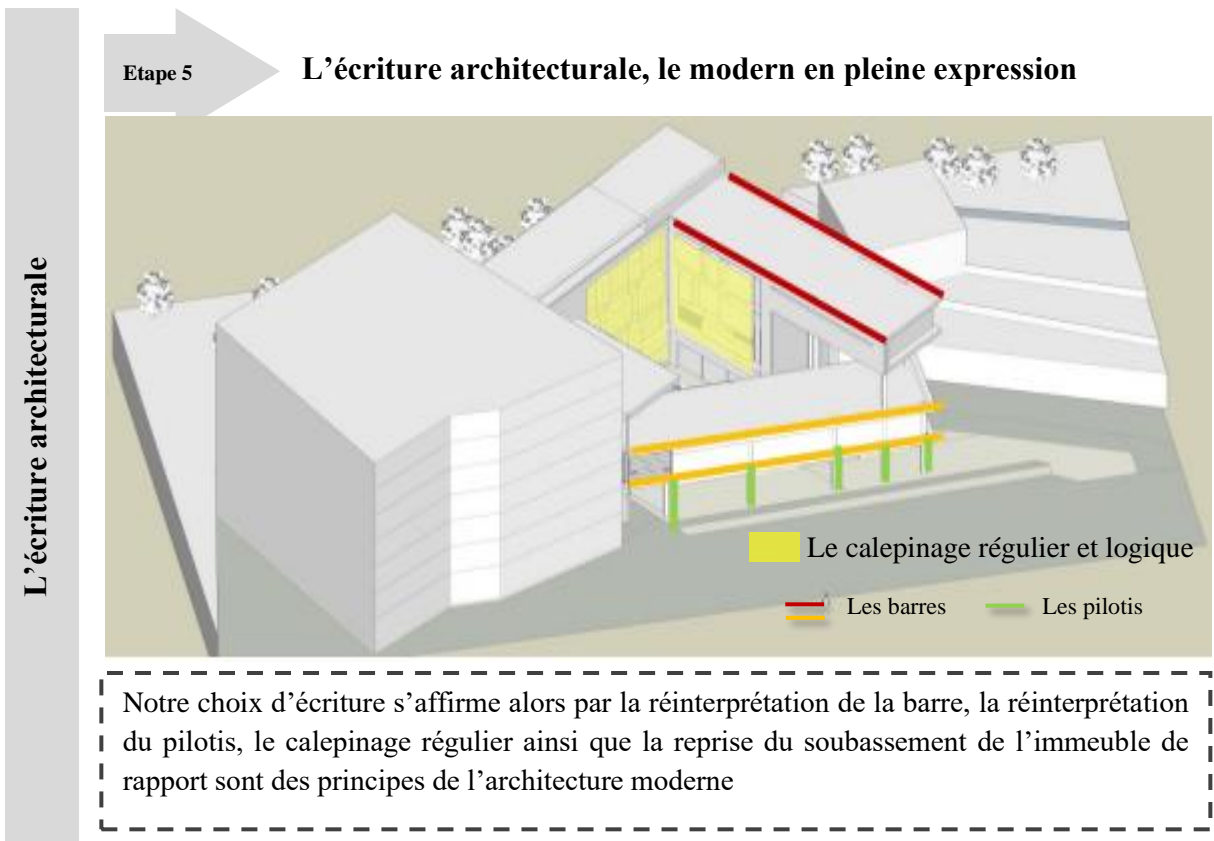 L’écriture architecturale
Etape 5
L’écriture architecturale, le modern en pleine expression
Le calepinage régulier et logique
Les barres
Les pilotis
Notre choix d’écriture s’affirme alors par la réinterprétation de la barre, la réinterprétation
du pilotis, le calepinage régulier ainsi que la reprise du soubassement de l’immeuble de
rapport sont des principes de l’architecture moderne